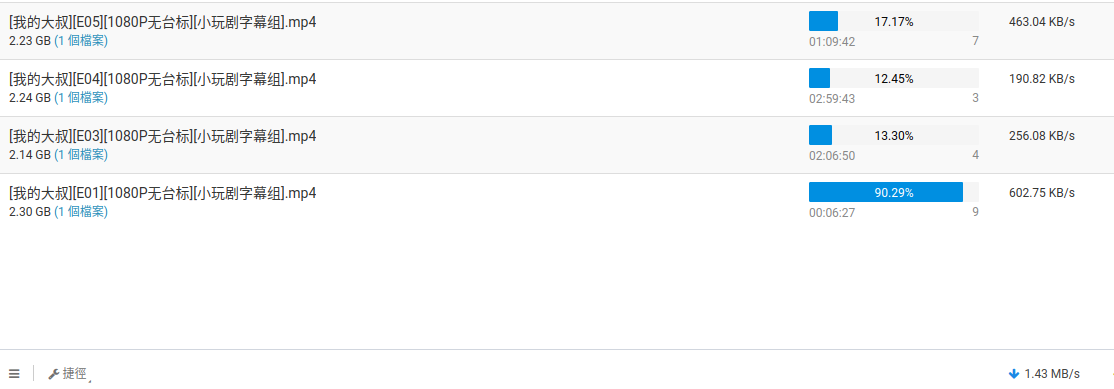 [我的大叔][E05][1080P无台标][小玩剧字幕组].mp4 17.17% 463.04 KB/s
2.23 GB (1 個檔案) 01:09:42 7
[我的大叔][E04][1080P无台标][小玩剧字幕组].mp4 12.45% 190.82 KB/s
2.24 GB (1 個檔案) 02:59:43 3
[我的大叔][E03][1080P无台标][小玩剧字幕组].mp4 13.30% 256.08 KB/s
2.14 GB (1 個檔案) 02:06:50 4
[我的大叔][E01][1080P无台标][小玩剧字幕组].mp4 90.29% 602.75 KB/s
2.30 GB (1 個檔案) 00:06:27 9
捷徑 1.43 MB/s